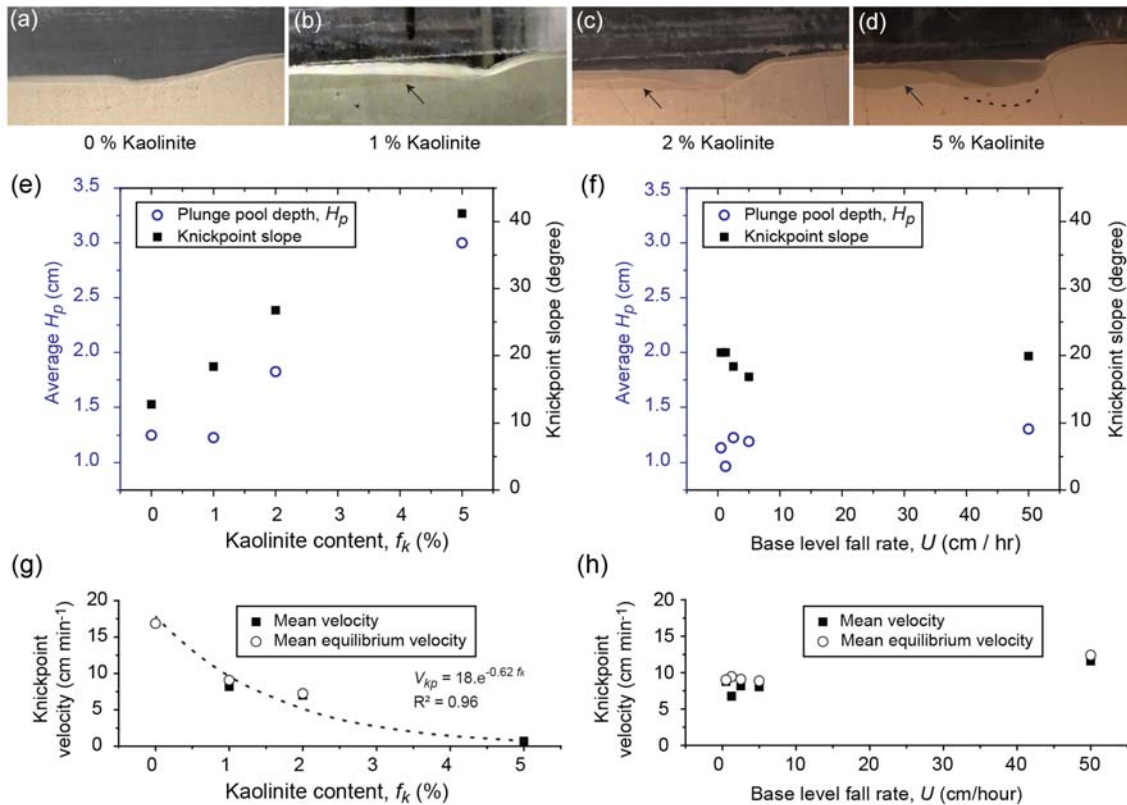 (a)
(b)
(c)
(d)
0 % Kaolinite
1 % Kaolinite
2 % Kaolinite
5 % Kaolinite
(e)
3.5
3.0
2.5
2.0
1.5
1.0
Average Hp (cm)
Plunge pool depth, Hp
Knickpoint slope
40
30
20
10
0
Knickpoint slope (degree)
0 1 2 3 4 5
Kaolinite content, fk (%)
(f)
3.5
3.0
2.5
2.0
1.5
1.0
Average Hp (cm)
Plunge pool depth, Hp
Knickpoint slope
40
30
20
10
0
Knickpoint slope (degree)
0 10 20 30 40 50
Base level fall rate, U (cm / hr)
(g)
20
15
10
5
0
Knickpoint
velocity (cm min⁻¹)
Mean velocity
Mean equilibrium velocity
Vkp = 18.e^-0.62 fk
R² = 0.96
0 1 2 3 4 5
Kaolinite content, fk (%)
(h)
20
15
10
5
0
Knickpoint
velocity (cm min⁻¹)
Mean velocity
Mean equilibrium velocity
0 10 20 30 40 50
Base level fall rate, U (cm/hour)